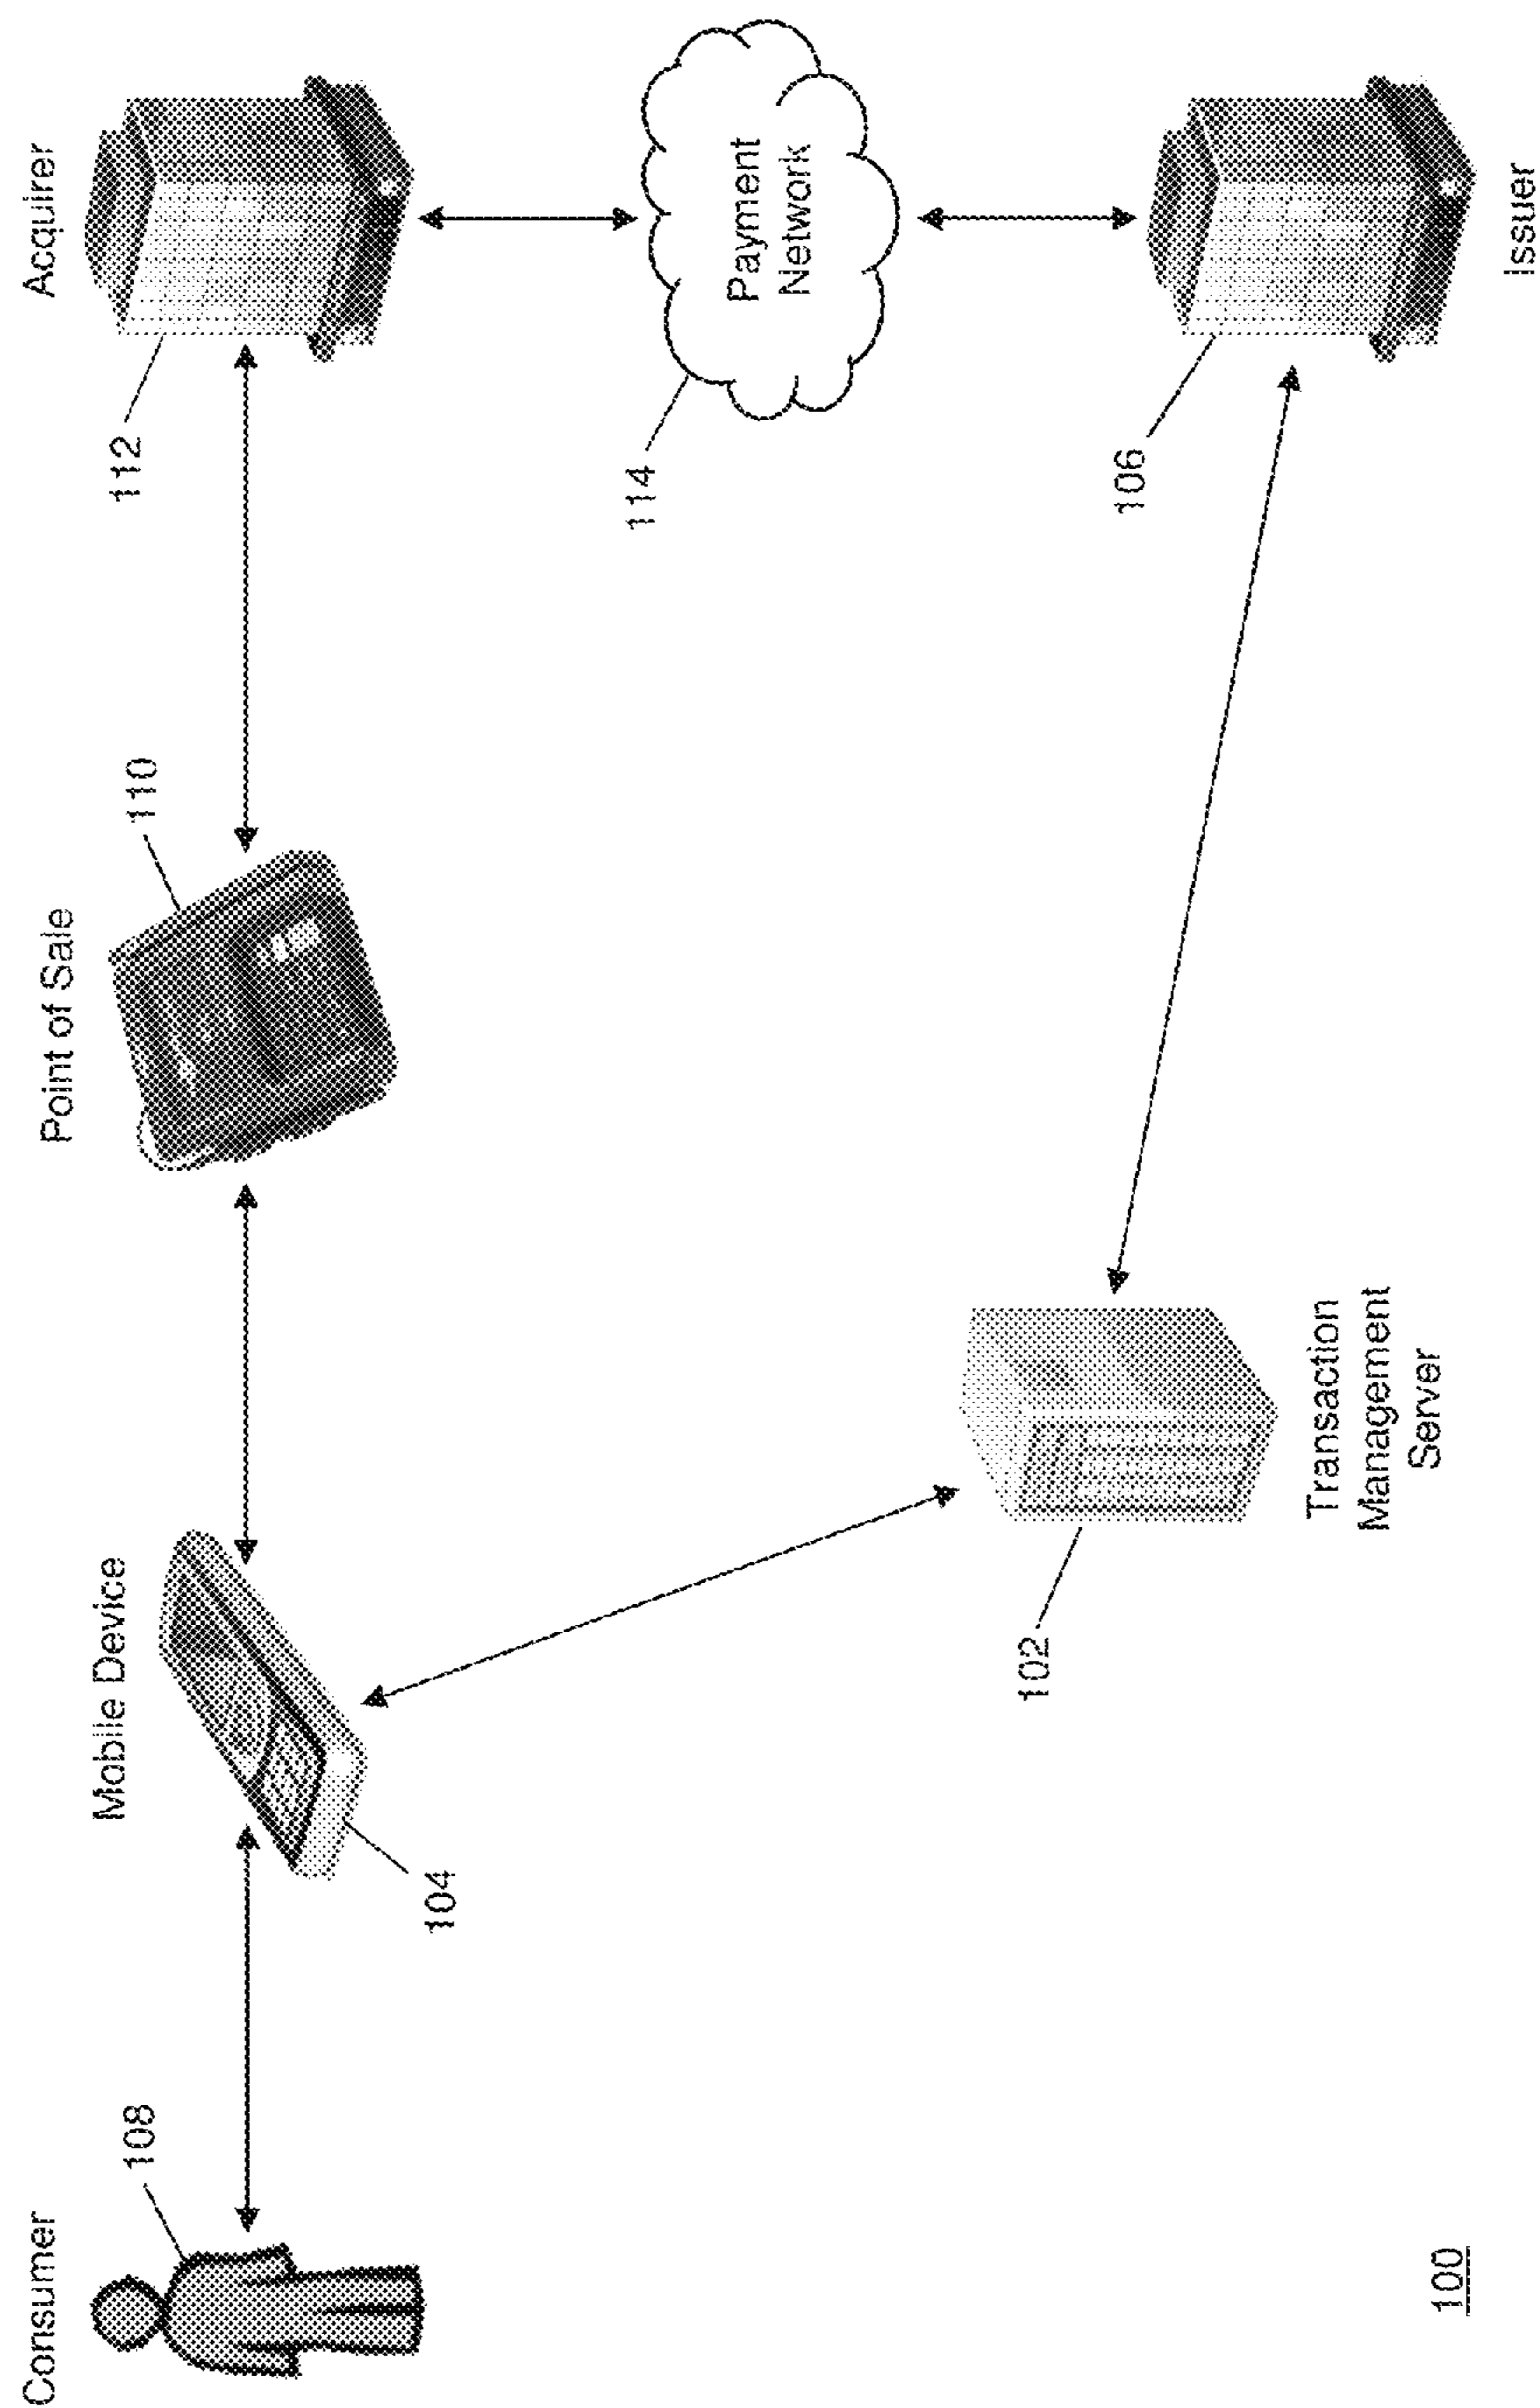 Consumer
108
Mobile Device
104
Point of Sale
110
Acquirer
112
Payment
Network
114
Transaction
Management
Server
102
Issuer
106
100